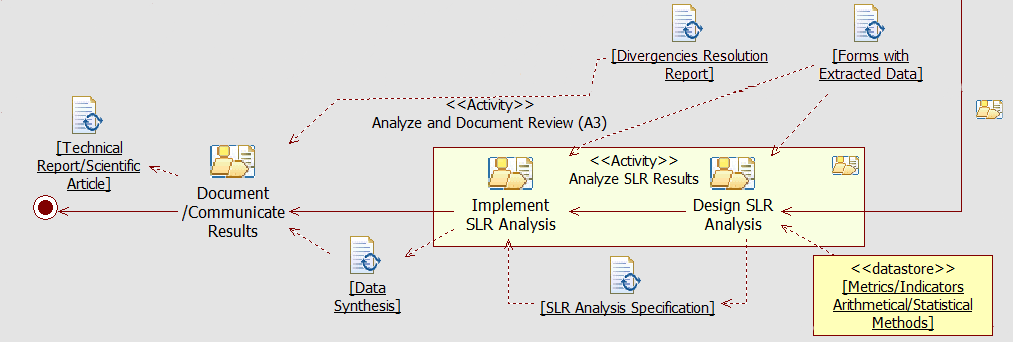 [Divergencies Resolution
Report]
[Forms with
Extracted Data]
<<Activity>>
Analyze and Document Review (A3)
[Technical
Report/Scientific
Article]
Document
/Communicate
Results
<<Activity>>
Analyze SLR Results
Implement
SLR Analysis
Design SLR
Analysis
[Data
Synthesis]
[SLR Analysis Specification]
<<datastore>>
[Metrics/Indicators
Arithmetical/Statistical
Methods]